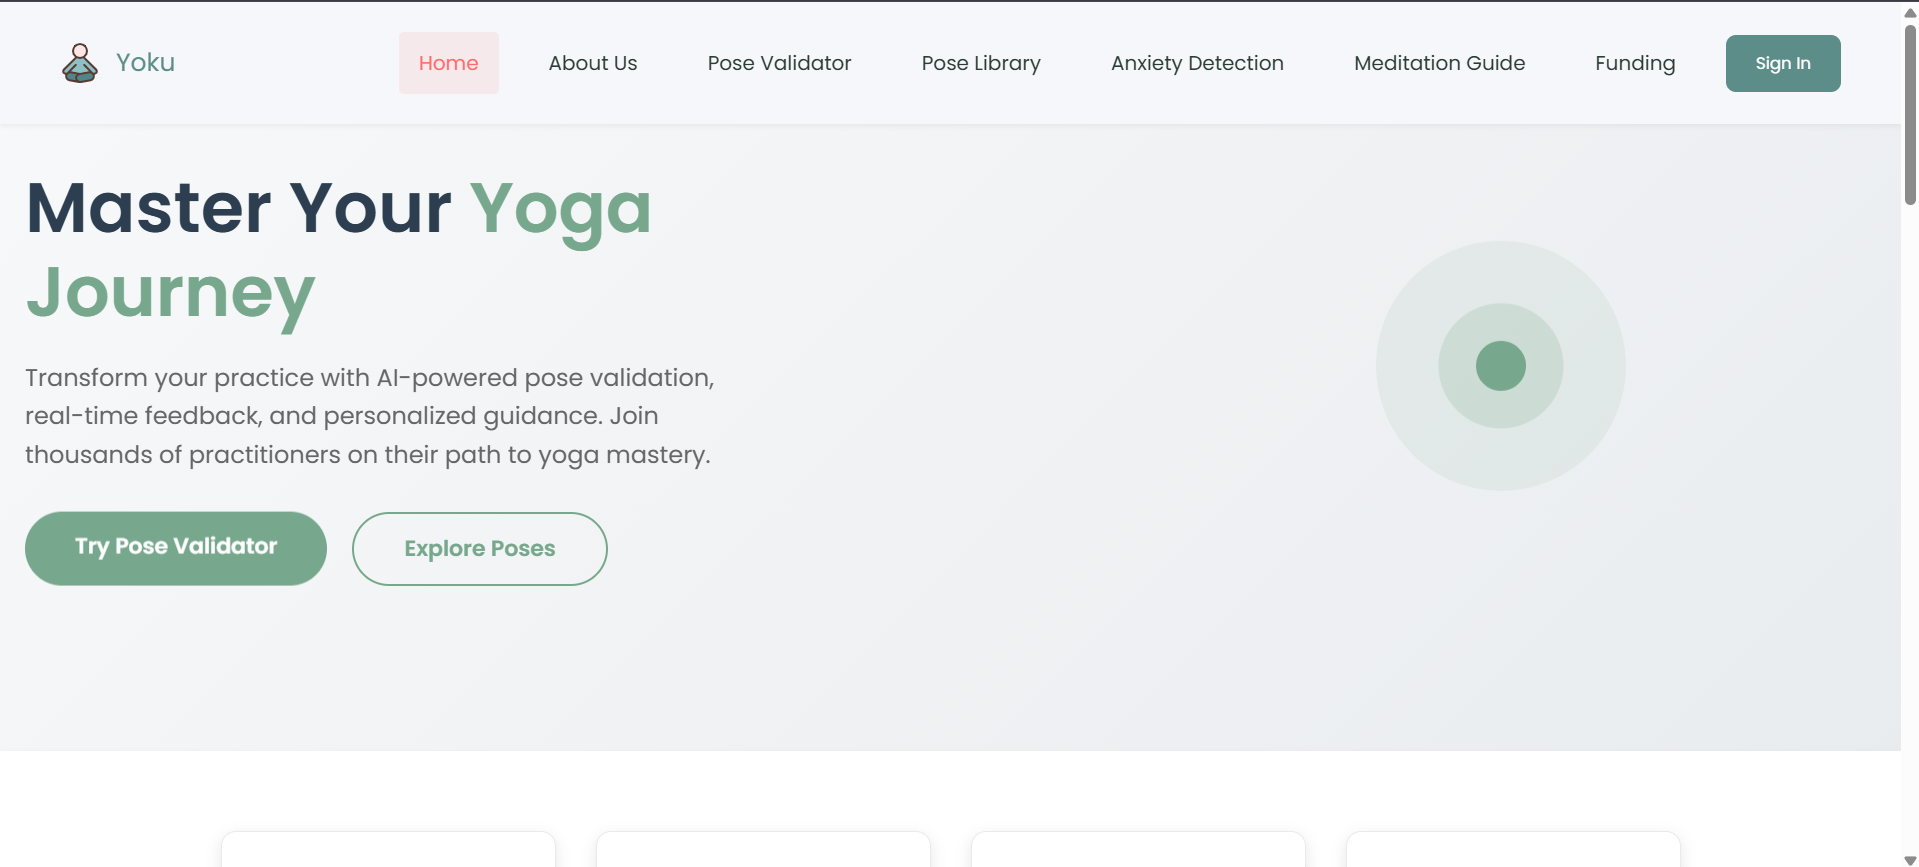 Yoku
Home
About Us
Pose Validator
Pose Library
Anxiety Detection
Meditation Guide
Funding
Sign In
Master Your Yoga
Journey
Transform your practice with AI-powered pose validation,
real-time feedback, and personalized guidance. Join
thousands of practitioners on their path to yoga mastery.
Try Pose Validator
Explore Poses